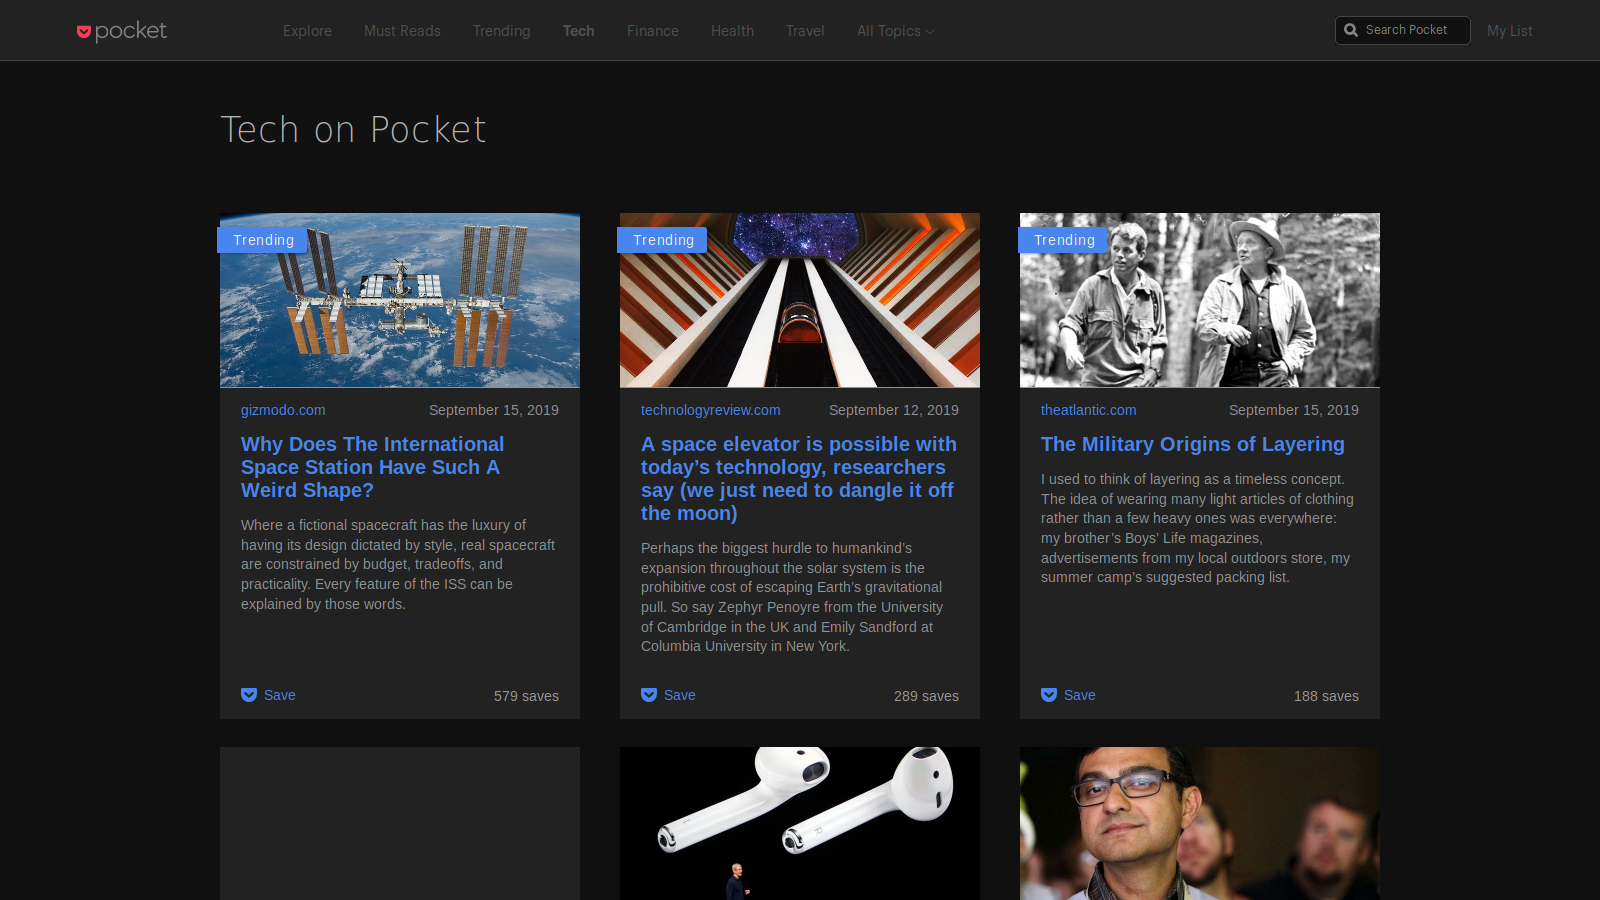 pocket
Explore Must Reads Trending Tech Finance Health Travel All Topics
Search Pocket
My List
Tech on Pocket
Trending
gizmodo.com September 15, 2019
Why Does The International
Space Station Have Such A
Weird Shape?
Where a fictional spacecraft has the luxury of
having its design dictated by style, real spacecraft
are constrained by budget, tradeoffs, and
practicality. Every feature of the ISS can be
explained by those words.
Save 579 saves
Trending
technologyreview.com September 12, 2019
A space elevator is possible with
today’s technology, researchers
say (we just need to dangle it off
the moon)
Perhaps the biggest hurdle to humankind’s
expansion throughout the solar system is the
prohibitive cost of escaping Earth’s gravitational
pull. So say Zephyr Penoyre from the University
of Cambridge in the UK and Emily Sandford at
Columbia University in New York.
Save 289 saves
Trending
theatlantic.com September 15, 2019
The Military Origins of Layering
I used to think of layering as a timeless concept.
The idea of wearing many light articles of clothing
rather than a few heavy ones was everywhere:
my brother’s Boys’ Life magazines,
advertisements from my local outdoors store, my
summer camp’s suggested packing list.
Save 188 saves